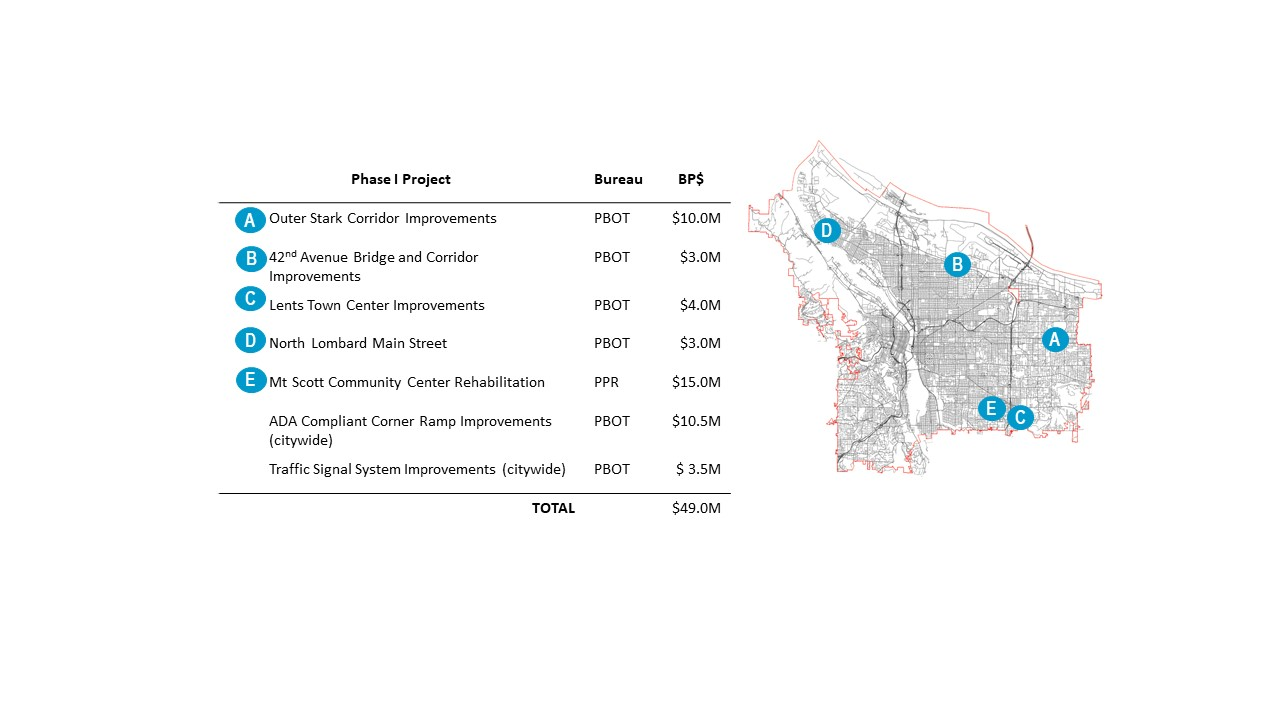 Phase I Project Bureau BP$
A Outer Stark Corridor Improvements PBOT $10.0M
B 42nd Avenue Bridge and Corridor PBOT $3.0M
Improvements
C Lents Town Center Improvements PBOT $4.0M
D North Lombard Main Street PBOT $3.0M
E Mt Scott Community Center Rehabilitation PPR $15.0M
ADA Compliant Corner Ramp Improvements PBOT $10.5M
(citywide)
Traffic Signal System Improvements (citywide) PBOT $ 3.5M
TOTAL $49.0M
D
B
A
E
C